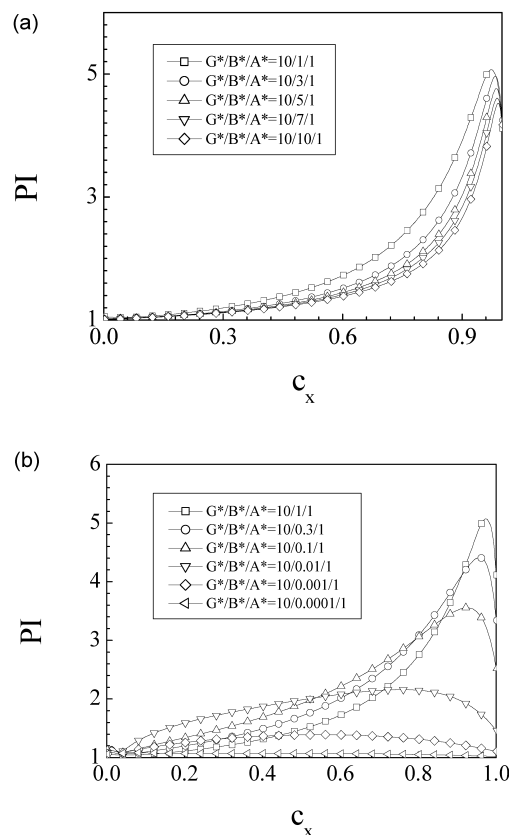 (a)
5
3
1
PI
G*/B*/A*=10/1/1
G*/B*/A*=10/3/1
G*/B*/A*=10/5/1
G*/B*/A*=10/7/1
G*/B*/A*=10/10/1
0.0 0.3 0.6 0.9
c_x
(b)
6
5
4
3
2
1
PI
G*/B*/A*=10/1/1
G*/B*/A*=10/0.3/1
G*/B*/A*=10/0.1/1
G*/B*/A*=10/0.01/1
G*/B*/A*=10/0.001/1
G*/B*/A*=10/0.0001/1
0.0 0.2 0.4 0.6 0.8 1.0
c_x